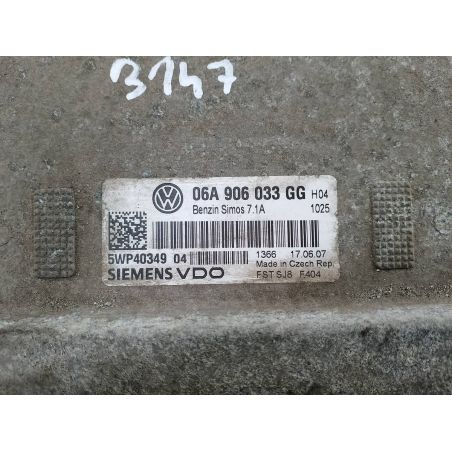 3147
06A 906 033 GG H04
Benzin Simos 7.1A 1025
5WP40349 04 1366 17.06.07
SIEMENS VDO Made in Czech Rep.
FST SJ8 F.404